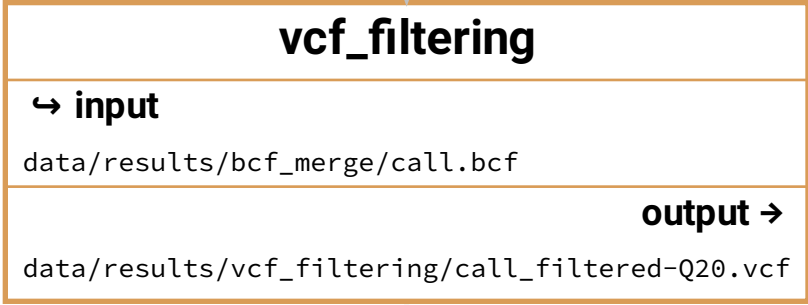 vcf_filtering
↪ input
data/results/bcf_merge/call.bcf
output →
data/results/vcf_filtering/call_filtered-Q20.vcf